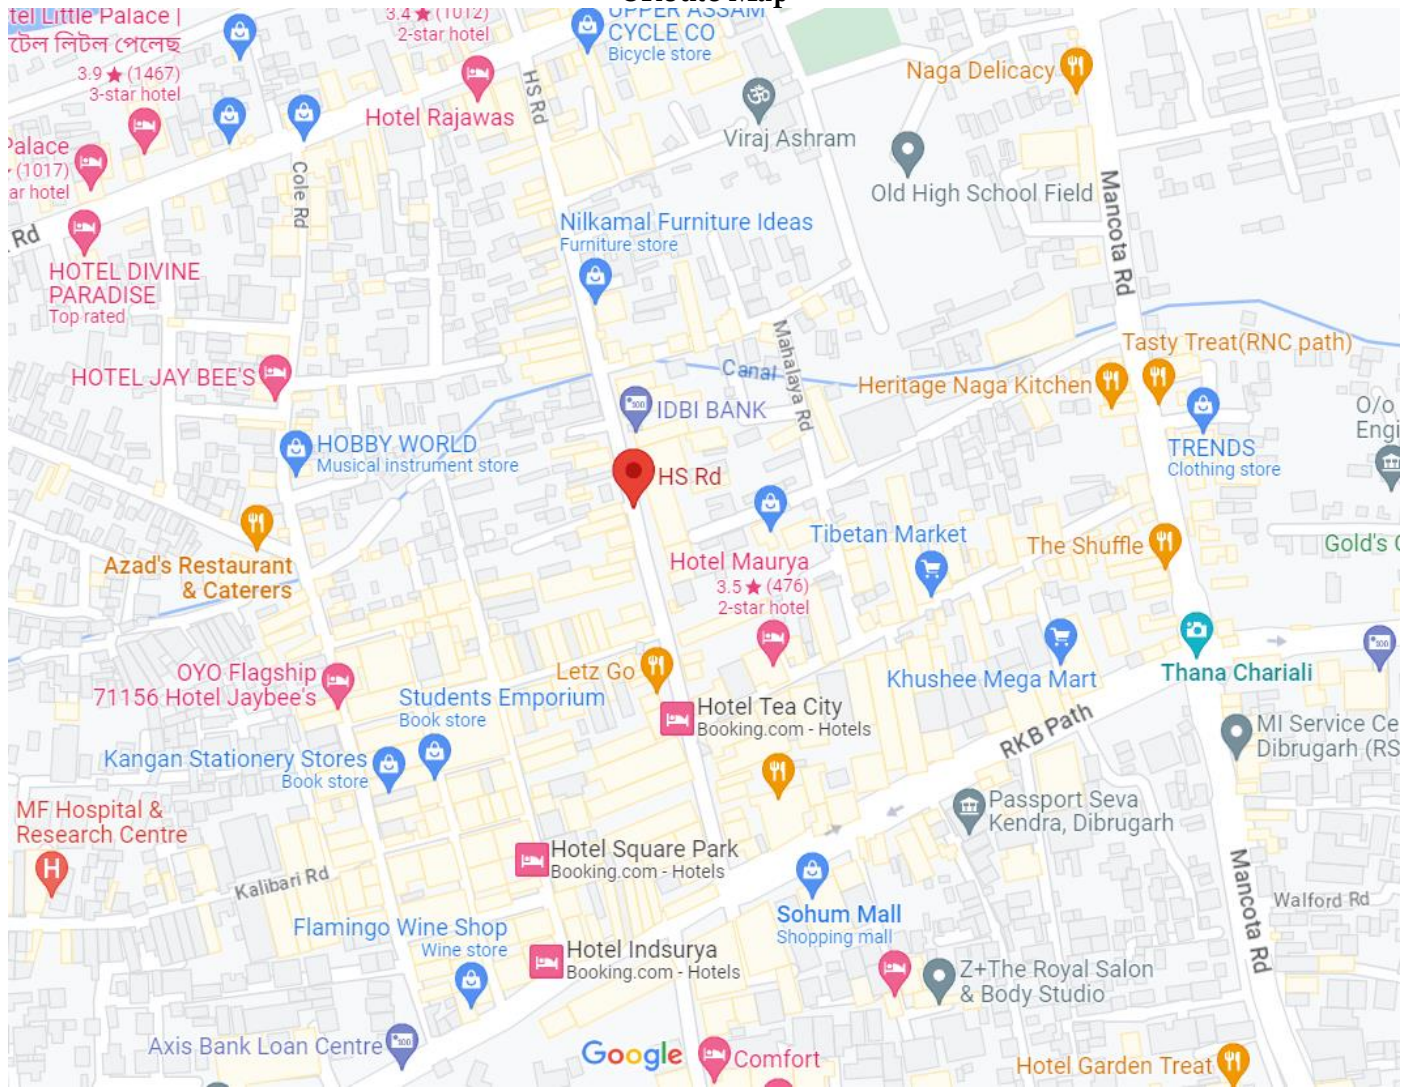 tel Little Palace |
টেল লিটল পেলেছ
3.9 ★ (1467)
3-star hotel
3.4 ★ (1012)
2-star hotel
Hotel Rajawas
UPPER ASSAM
CYCLE CO
Bicycle store
HS Rd
Viraj Ashram
Naga Delicacy
Old High School Field
Mancota Rd
Palace
(1017)
ar hotel
Rd
Cole Rd
HOTEL DIVINE
PARADISE
Top rated
Nilkamal Furniture Ideas
Furniture store
Mahalaya Rd
Canal
Tasty Treat(RNC path)
Heritage Naga Kitchen
HOTEL JAY BEE'S
IDBI BANK
HOBBY WORLD
Musical instrument store
HS Rd
TRENDS
Clothing store
O/o
Engi
Tibetan Market
The Shuffle
Gold's
Azad's Restaurant
& Caterers
Hotel Maurya
3.5 ★ (476)
2-star hotel
OYO Flagship
71156 Hotel Jaybee's
Letz Go
Khushee Mega Mart
Thana Chariali
Students Emporium
Book store
Hotel Tea City
Booking.com - Hotels
RKB Path
MI Service Ce
Dibrugarh (RS
Kangan Stationery Stores
Book store
Passport Seva
Kendra, Dibrugarh
MF Hospital &
Research Centre
Hotel Square Park
Booking.com - Hotels
Kalibari Rd
Mancota Rd
Walford Rd
Sohum Mall
Shopping mall
Flamingo Wine Shop
Wine store
Hotel Indsurya
Booking.com - Hotels
Z+The Royal Salon
& Body Studio
Axis Bank Loan Centre
Google
Comfort
Hotel Garden Treat